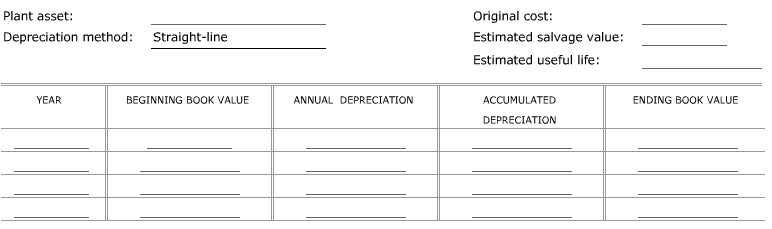 Plant asset:
Original cost:
Depreciation method: Straight-line
Estimated salvage value:
Estimated useful life:
YEAR BEGINNING BOOK VALUE ANNUAL DEPRECIATION ACCUMULATED DEPRECIATION ENDING BOOK VALUE